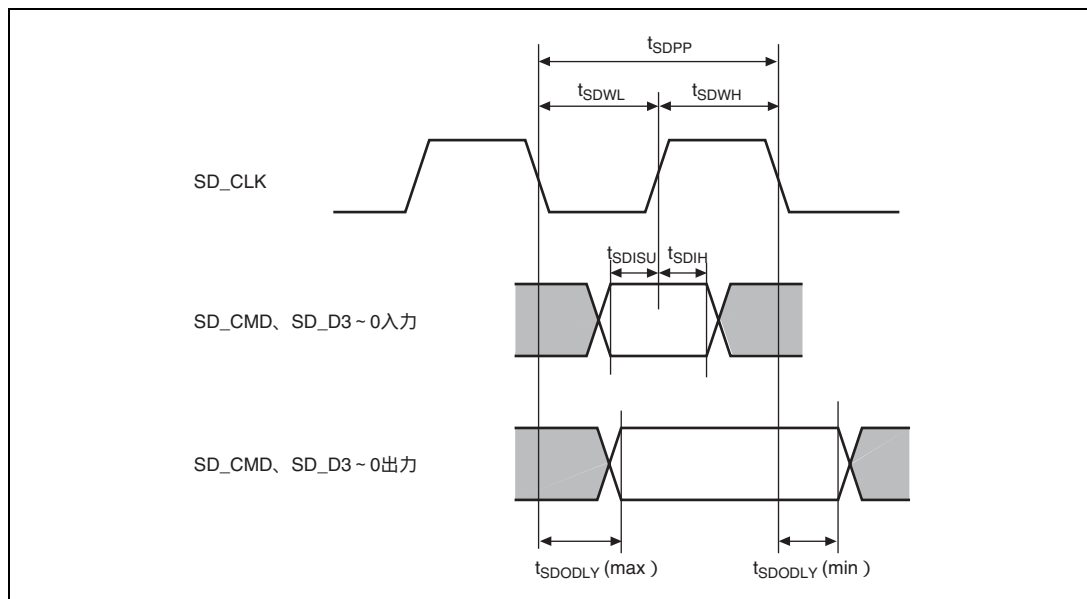 tSDPP
tSDWL tSDWH
SD_CLK
tSDISU tSDIH
SD_CMD、SD_D3~0入力
SD_CMD、SD_D3~0出力
tSDODLY (max) tSDODLY (min)